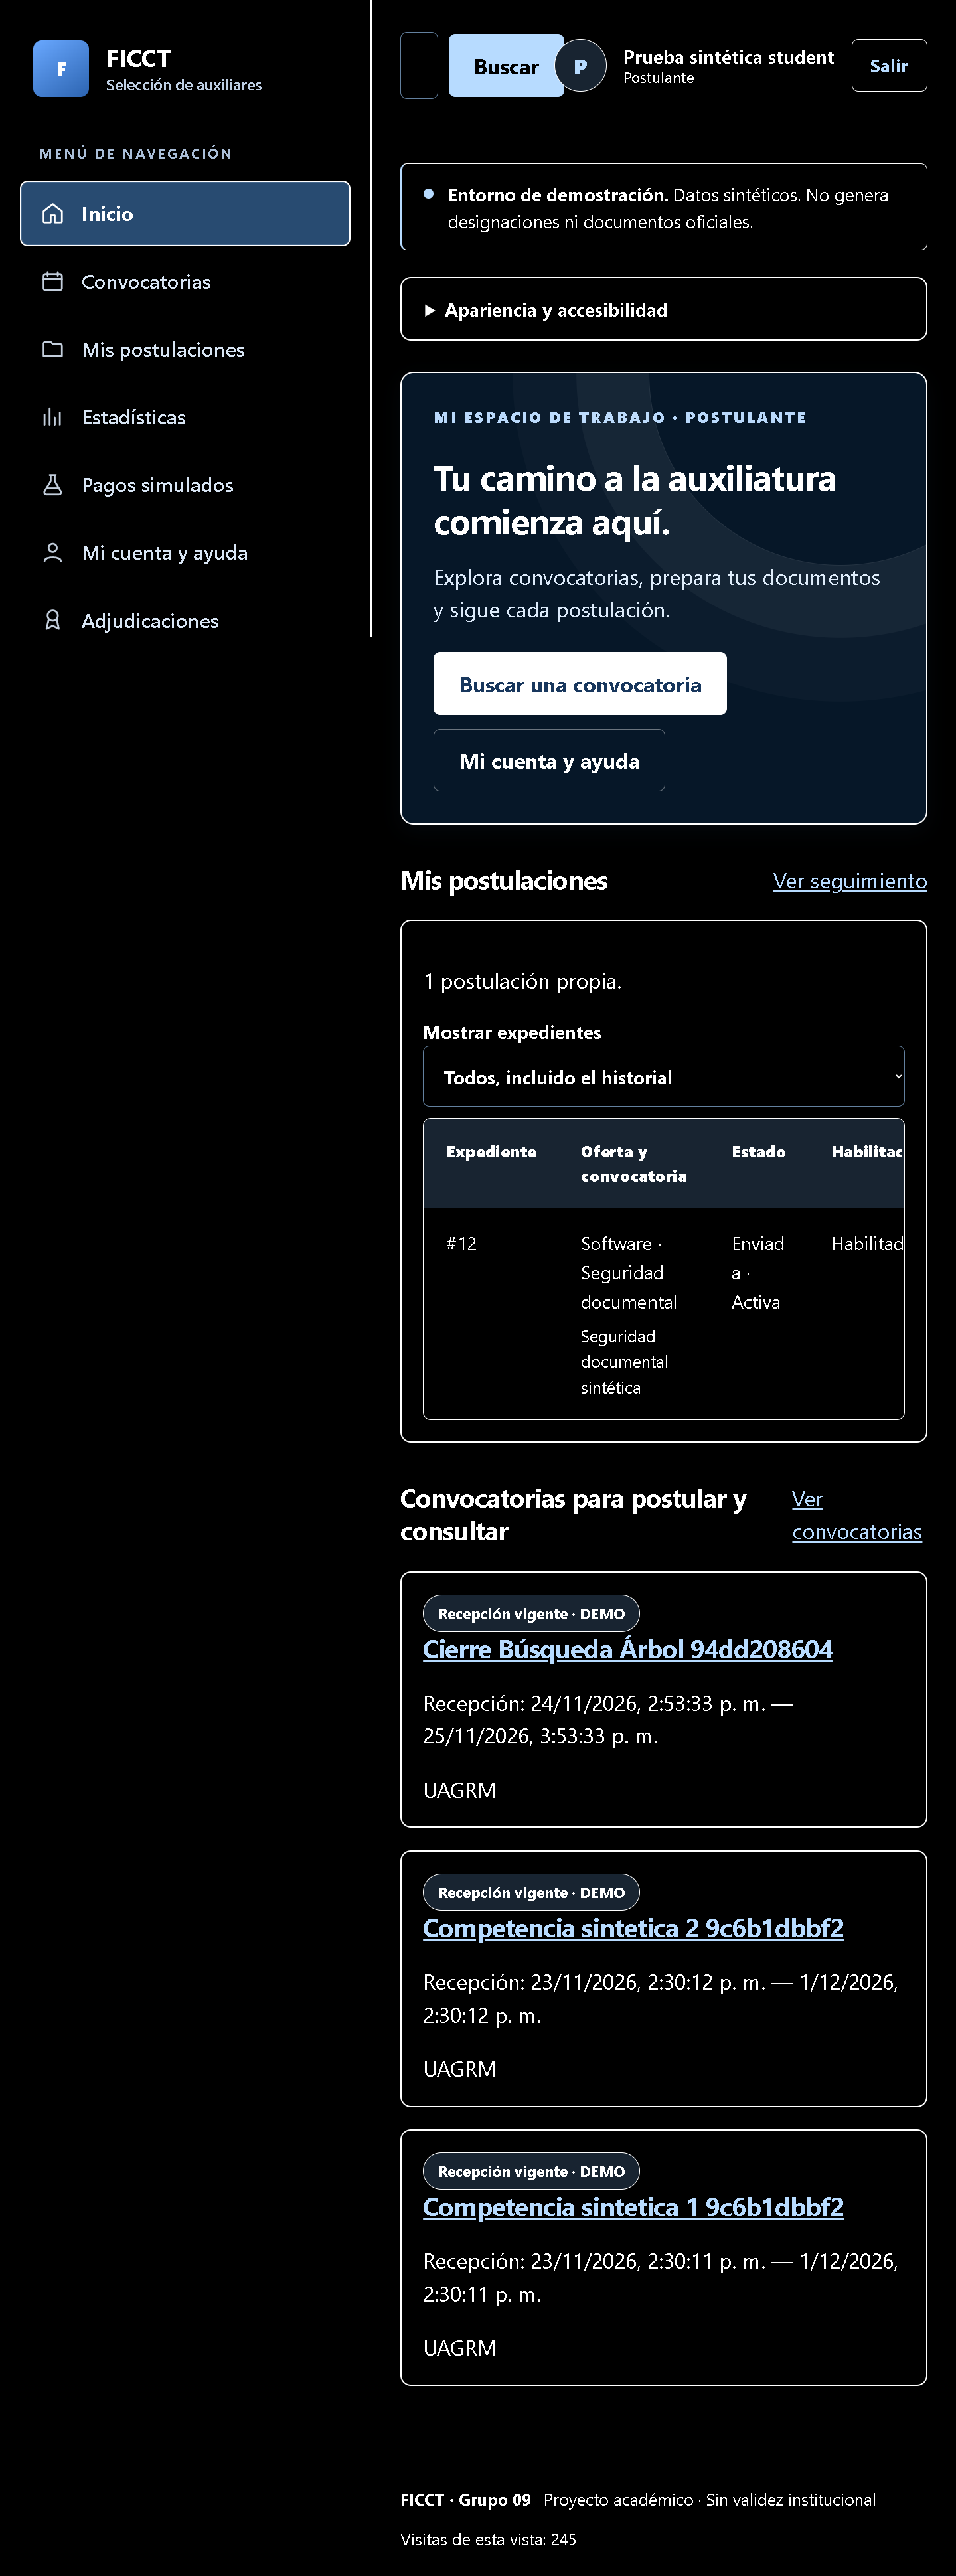 F
FICCT
Selección de auxiliares
MENÚ DE NAVEGACIÓN
Inicio
Convocatorias
Mis postulaciones
Estadísticas
Pagos simulados
Mi cuenta y ayuda
Adjudicaciones
Buscar
P
Prueba sintética student
Postulante
Salir
Entorno de demostración. Datos sintéticos. No genera
designaciones ni documentos oficiales.
Apariencia y accesibilidad
MI ESPACIO DE TRABAJO · POSTULANTE
Tu camino a la auxiliatura
comienza aquí.
Explora convocatorias, prepara tus documentos
y sigue cada postulación.
Buscar una convocatoria
Mi cuenta y ayuda
Mis postulaciones
Ver seguimiento
1 postulación propia.
Mostrar expedientes
Todos, incluido el historial
Expediente
Oferta y
convocatoria
Estado
Habilitac
#12
Software ·
Seguridad
documental
Seguridad
documental
sintética
Enviad
a ·
Activa
Habilitad
Convocatorias para postular y
consultar
Ver
convocatorias
Recepción vigente · DEMO
Cierre Búsqueda Árbol 94dd208604
Recepción: 24/11/2026, 2:53:33 p. m. —
25/11/2026, 3:53:33 p. m.
UAGRM
Recepción vigente · DEMO
Competencia sintetica 2 9c6b1dbbf2
Recepción: 23/11/2026, 2:30:12 p. m. — 1/12/2026,
2:30:12 p. m.
UAGRM
Recepción vigente · DEMO
Competencia sintetica 1 9c6b1dbbf2
Recepción: 23/11/2026, 2:30:11 p. m. — 1/12/2026,
2:30:11 p. m.
UAGRM
FICCT · Grupo 09 Proyecto académico · Sin validez institucional
Visitas de esta vista: 245